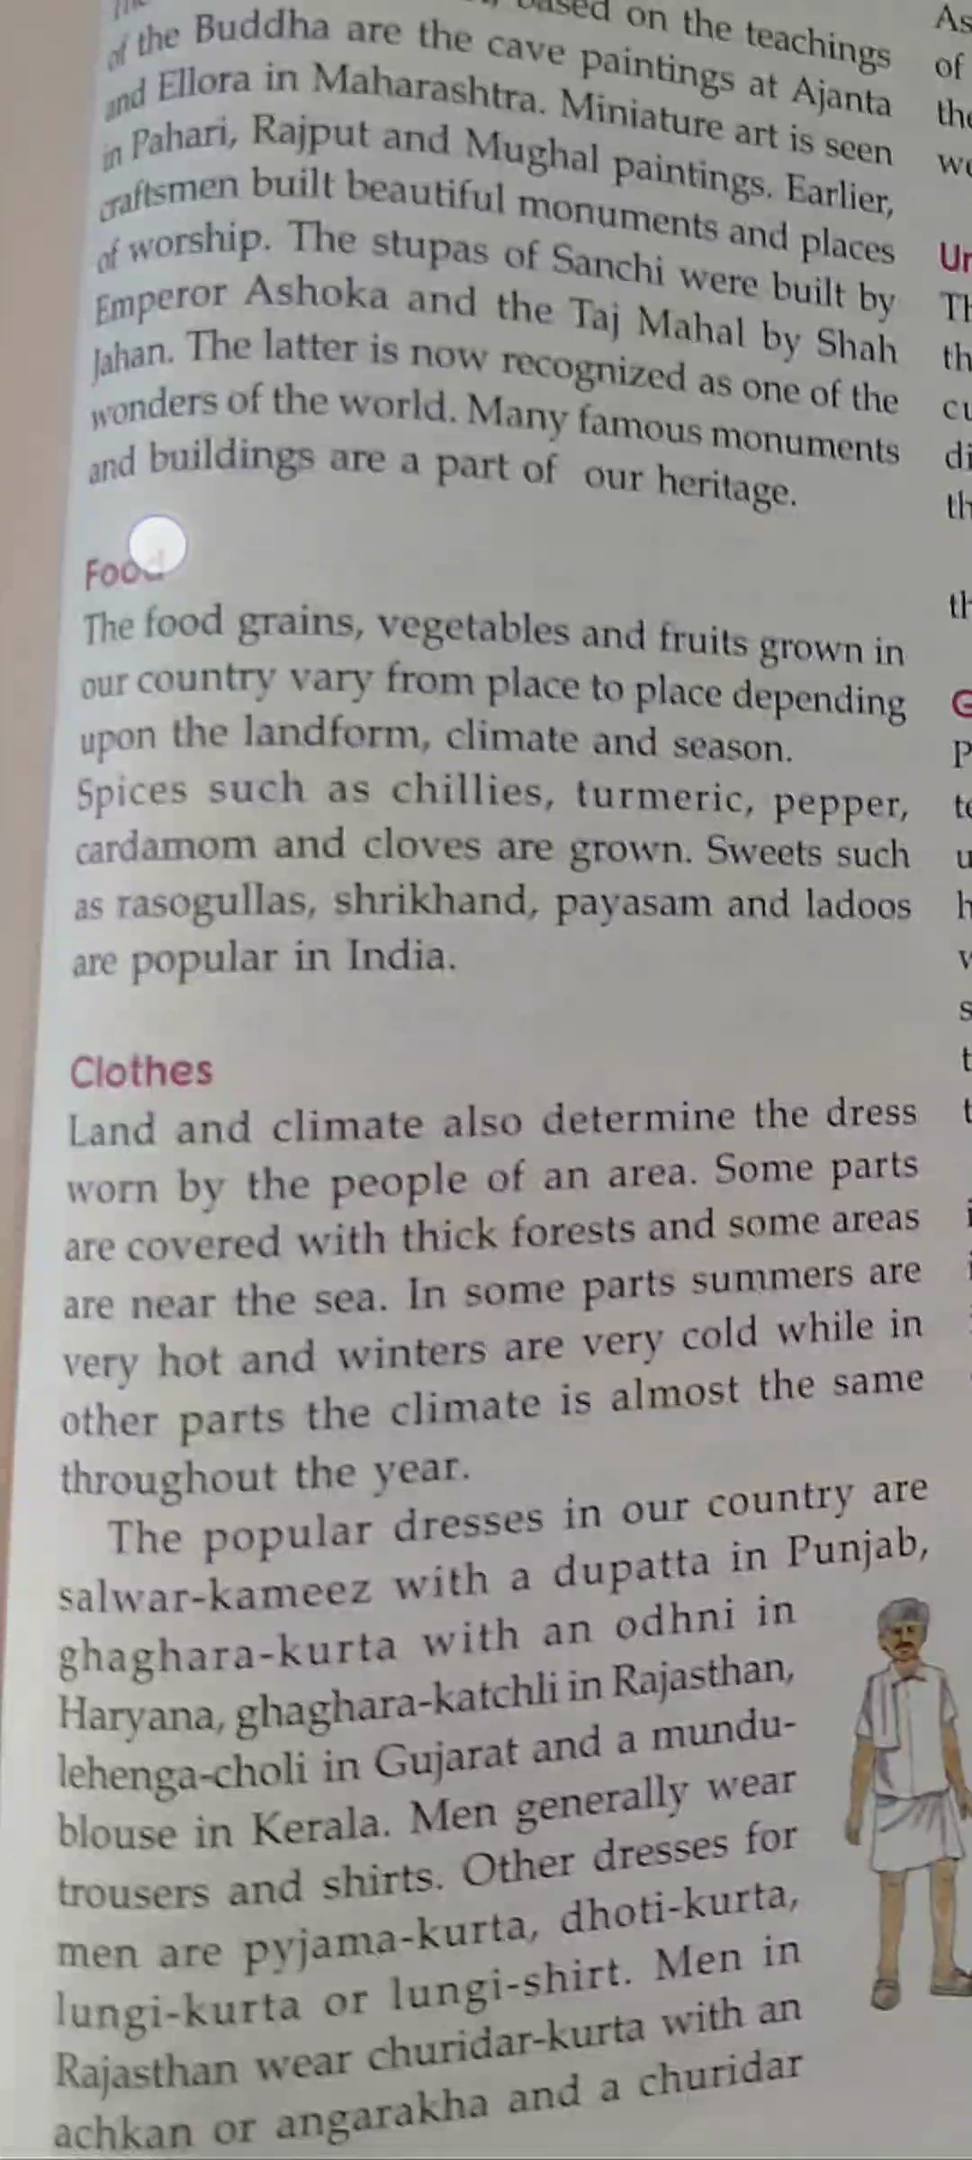 based on the teachings
of the Buddha are the cave paintings at Ajanta
and Ellora in Maharashtra. Miniature art is seen
in Pahari, Rajput and Mughal paintings. Earlier,
craftsmen built beautiful monuments and places
of worship. The stupas of Sanchi were built by
Emperor Ashoka and the Taj Mahal by Shah
Jahan. The latter is now recognized as one of the
wonders of the world. Many famous monuments
and buildings are a part of our heritage.
Food
The food grains, vegetables and fruits grown in
our country vary from place to place depending
upon the landform, climate and season.
Spices such as chillies, turmeric, pepper,
cardamom and cloves are grown. Sweets such
as rasogullas, shrikhand, payasam and ladoos
are popular in India.
Clothes
Land and climate also determine the dress
worn by the people of an area. Some parts
are covered with thick forests and some areas
are near the sea. In some parts summers are
very hot and winters are very cold while in
other parts the climate is almost the same
throughout the year.
The popular dresses in our country are
salwar-kameez with a dupatta in Punjab,
ghaghara-kurta with an odhni in
Haryana, ghaghara-katchli in Rajasthan,
lehenga-choli in Gujarat and a mundu-
blouse in Kerala. Men generally wear
trousers and shirts. Other dresses for
men are pyjama-kurta, dhoti-kurta,
lungi-kurta or lungi-shirt. Men in
Rajasthan wear churidar-kurta with an
achkan or angarakha and a churidar
As
of